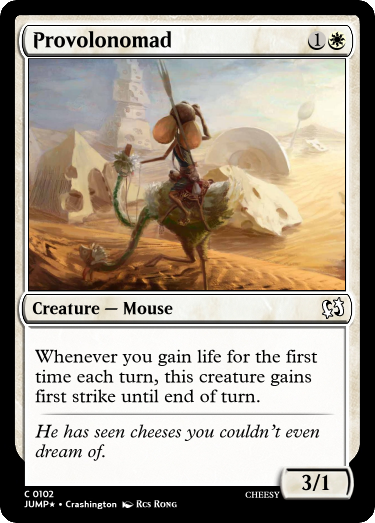 Provolonomad 1
Creature — Mouse
Whenever you gain life for the first
time each turn, this creature gains
first strike until end of turn.
He has seen cheeses you couldn't even
dream of.
3/1
C 0102
JUMP★ • Crashington Rcs Rong
CHEESY